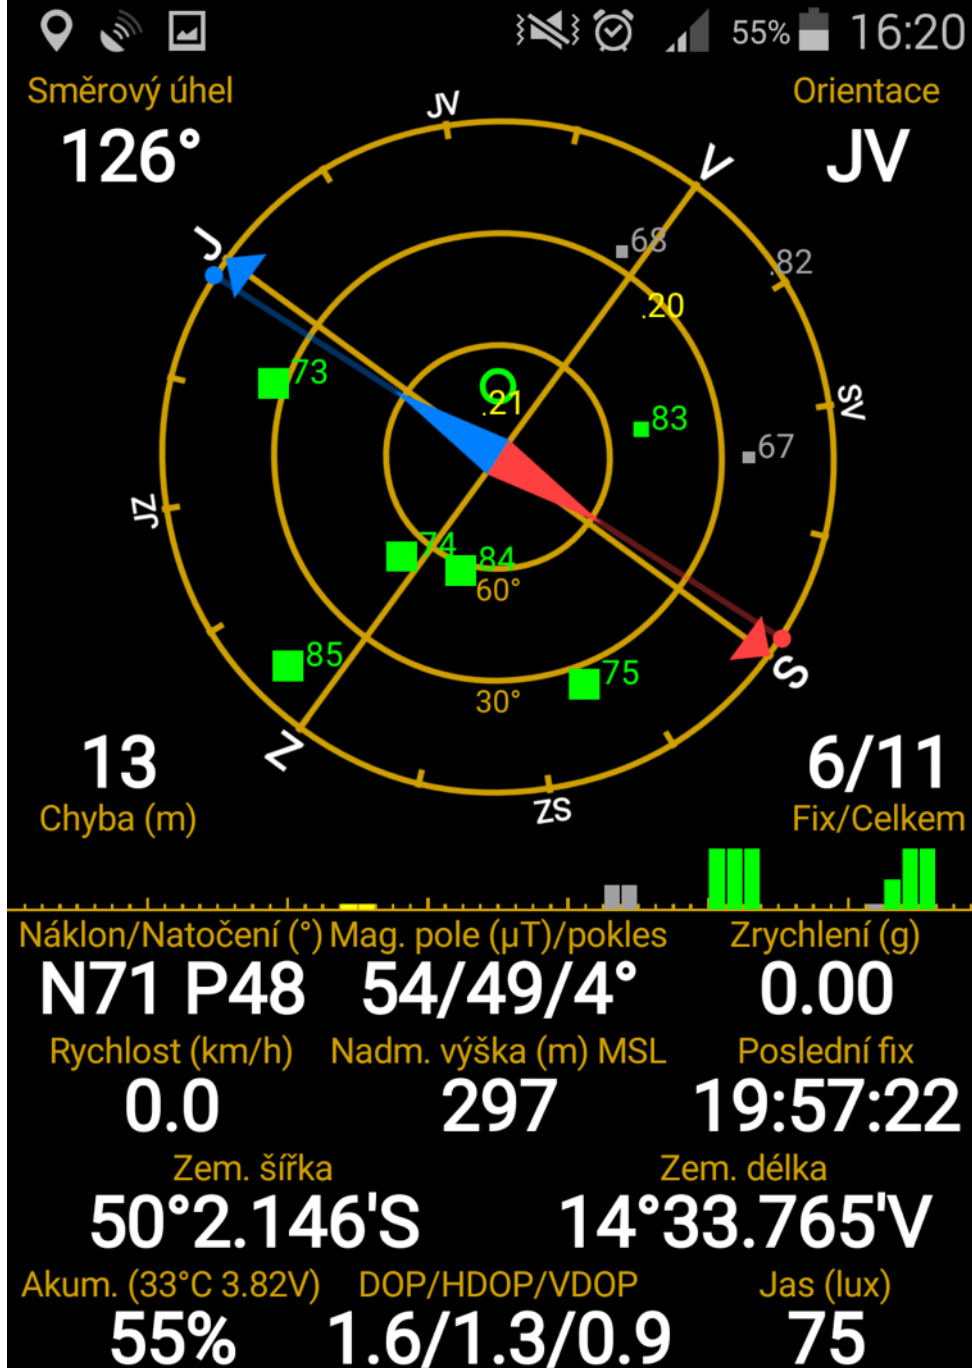 55% 16:20
Směrový úhel
Orientace
126°
JV
JV
V
J
68
.82
.20
73
.21
83
SV
67
JZ
74
84
60°
85
75
30°
S
Z
ZS
13
6/11
Chyba (m)
Fix/Celkem
Náklon/Natočení (°) Mag. pole (µT)/pokles Zrychlení (g)
N71 P48 54/49/4° 0.00
Rychlost (km/h) Nadm. výška (m) MSL Poslední fix
0.0 297 19:57:22
Zem. šířka Zem. délka
50°2.146'S 14°33.765'V
Akum. (33°C 3.82V) DOP/HDOP/VDOP Jas (lux)
55% 1.6/1.3/0.9 75